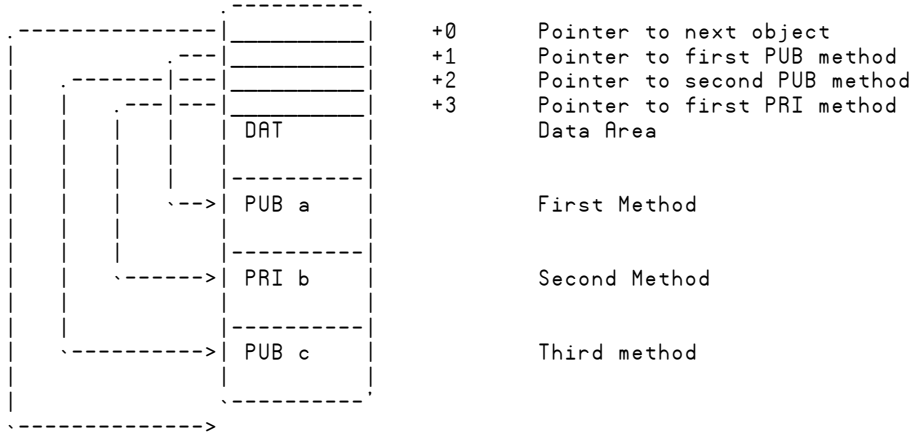 +0 Pointer to next object
+1 Pointer to first PUB method
+2 Pointer to second PUB method
+3 Pointer to first PRI method
DAT Data Area
PUB a First Method
PRI b Second Method
PUB c Third method